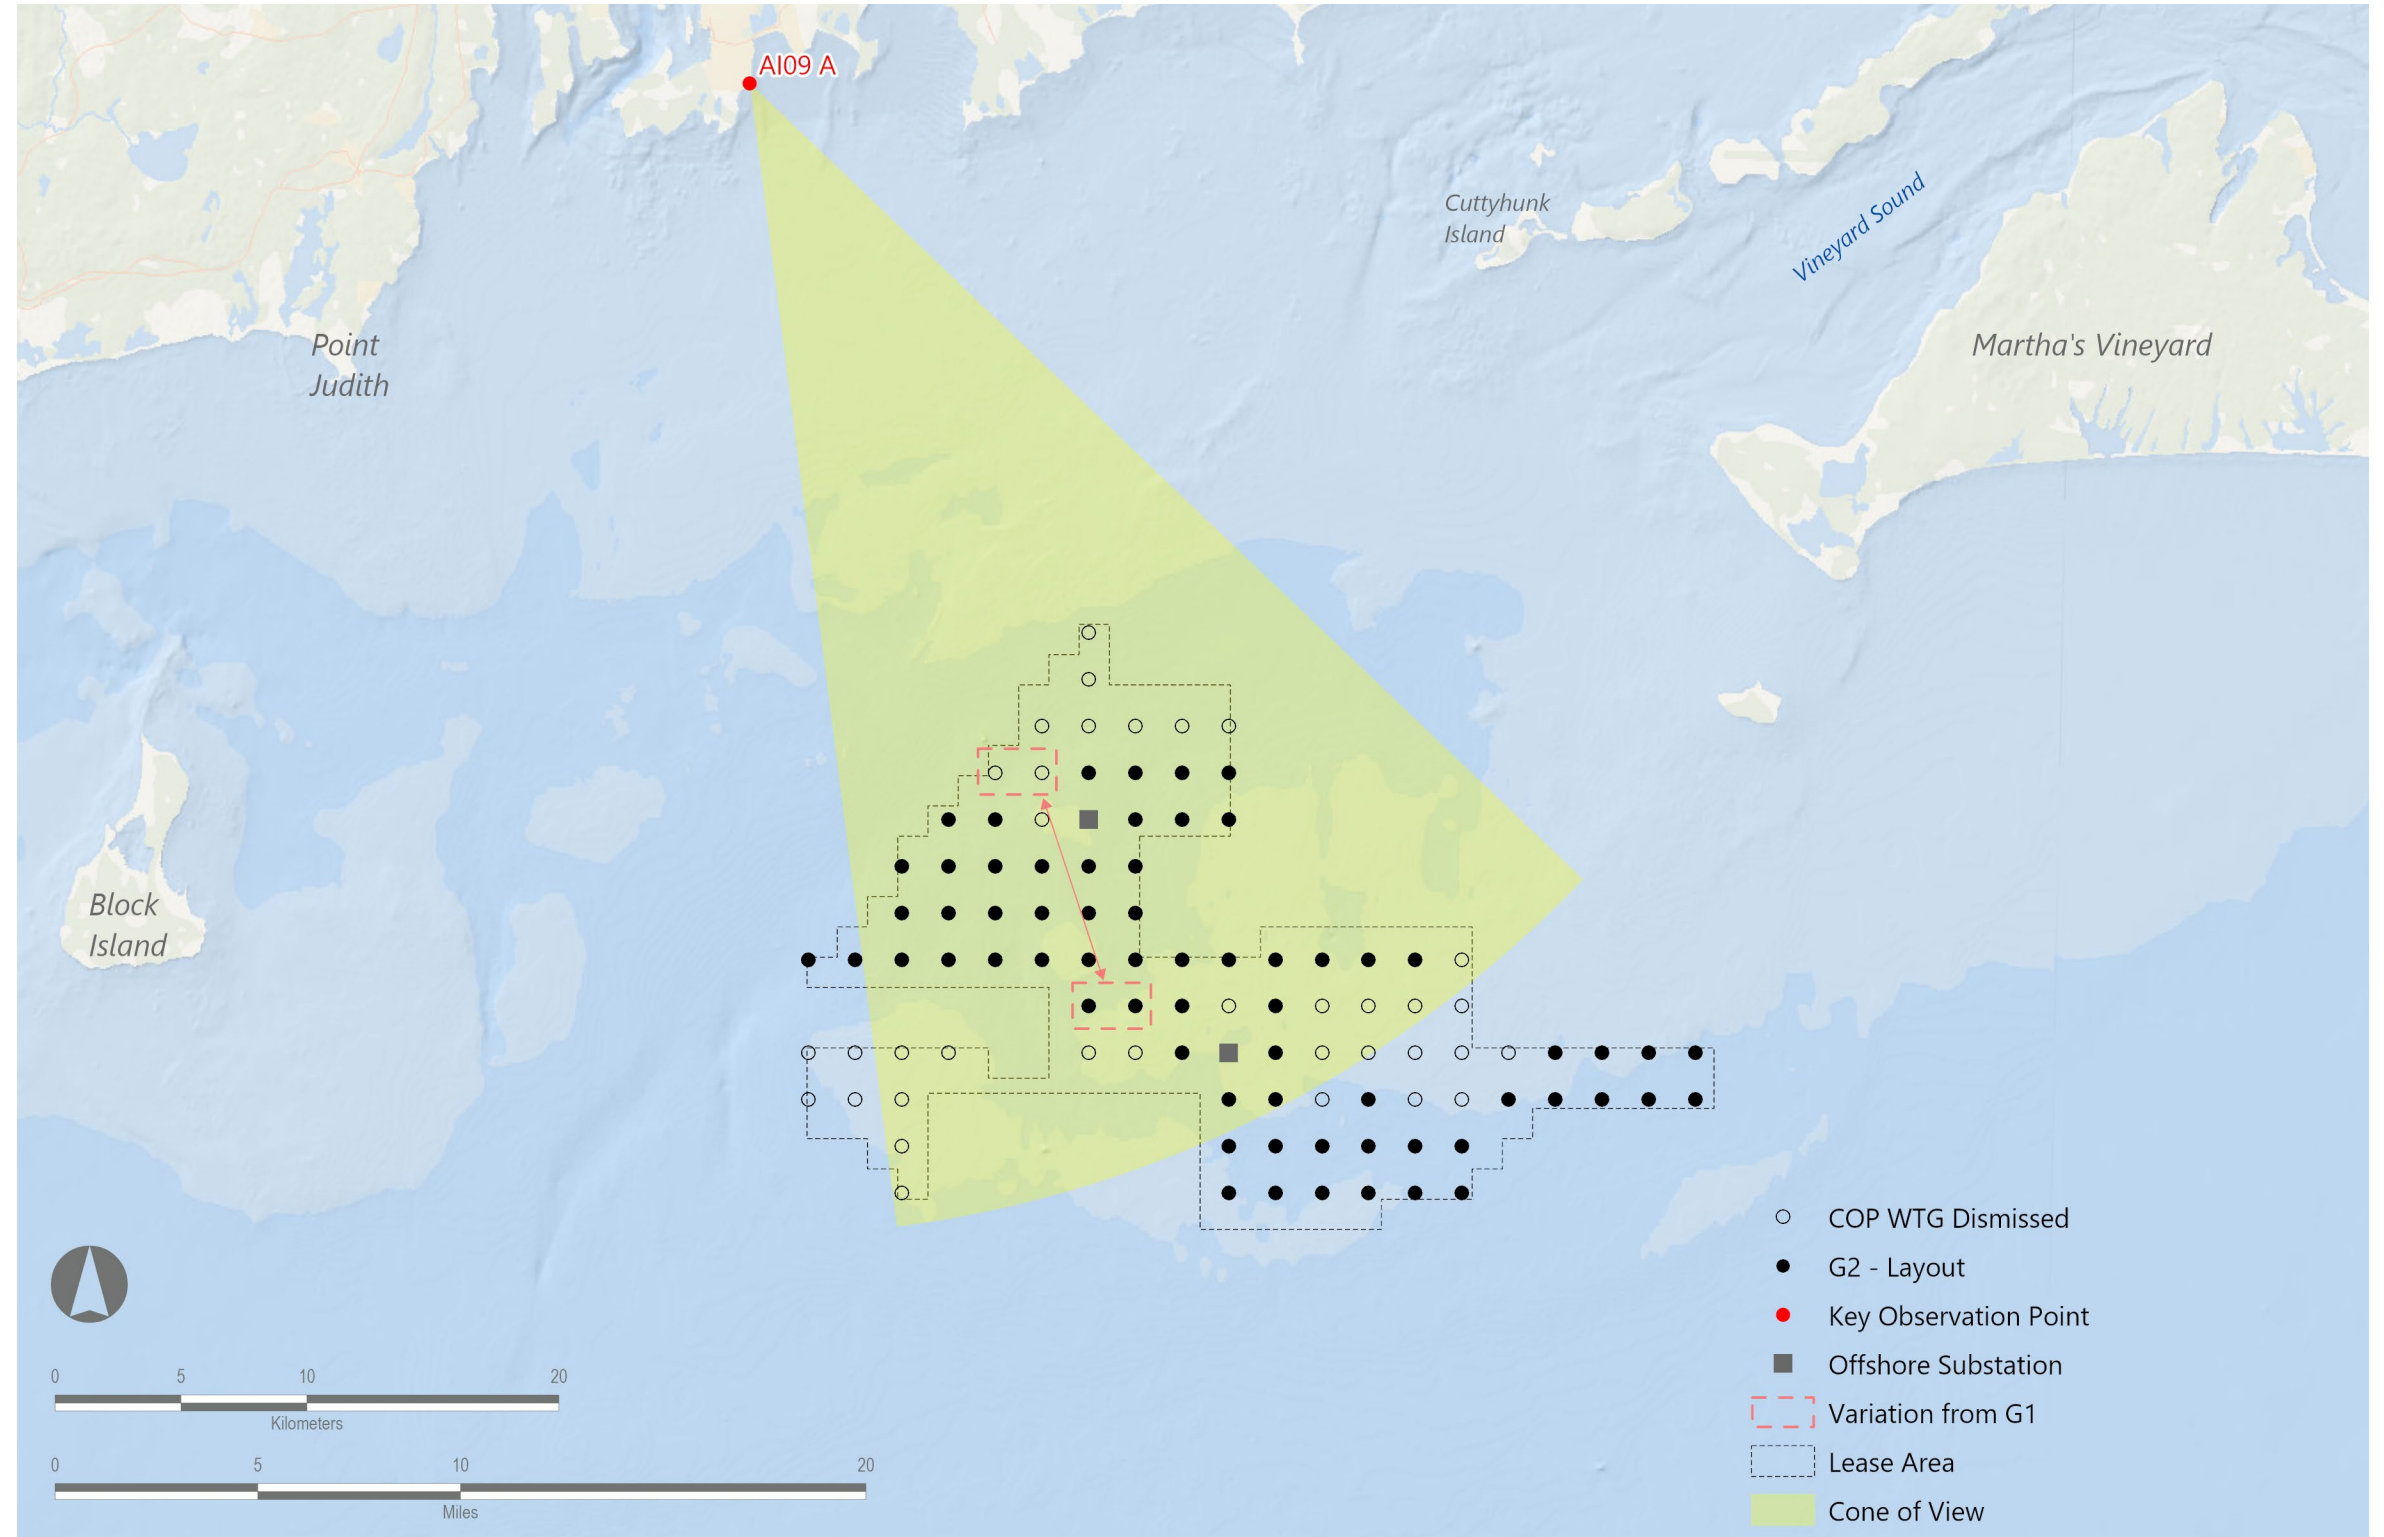 AI09 A
Cuttyhunk
Island
Vineyard Sound
Point
Judith
Martha's Vineyard
Block
Island
COP WTG Dismissed
G2 - Layout
Key Observation Point
Offshore Substation
Variation from G1
Lease Area
Cone of View
0 5 10 20
Kilometers
0 5 10 20
Miles